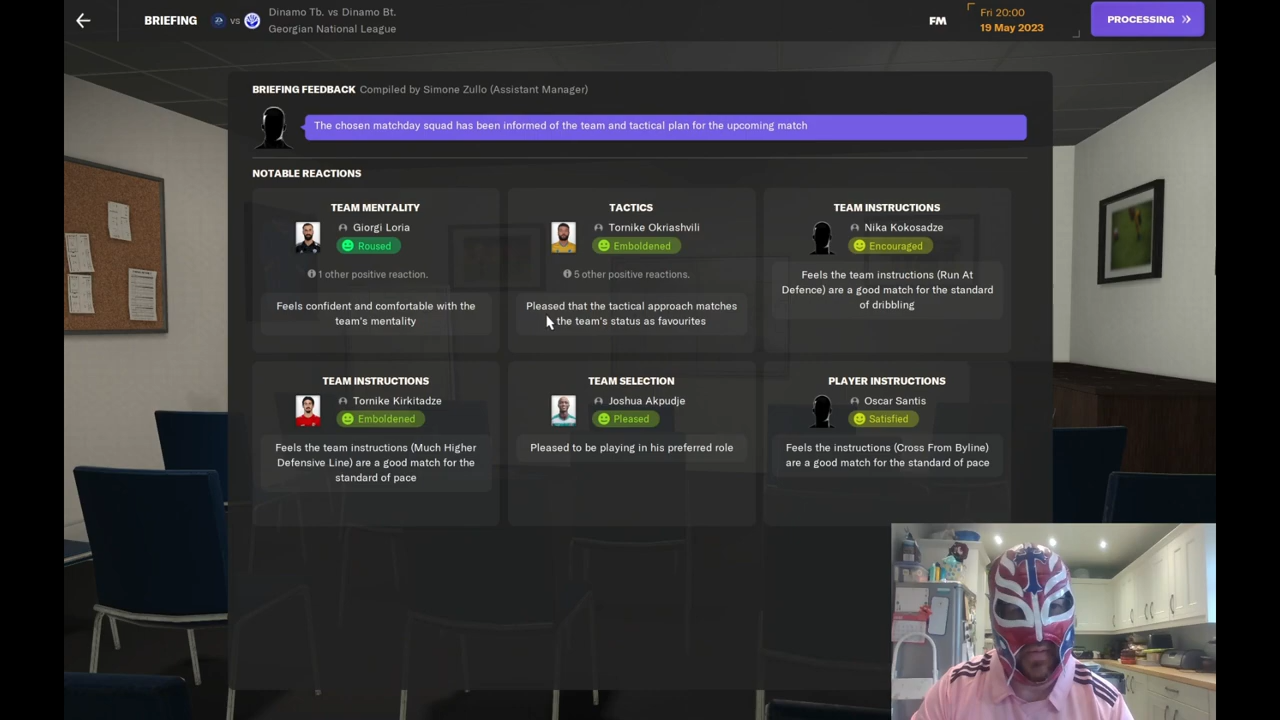 BRIEFING
vs
Dinamo Tb. vs Dinamo Bt.
Georgian National League
FM
Fri 20:00
19 May 2023
PROCESSING
BRIEFING FEEDBACK Compiled by Simone Zullo (Assistant Manager)
The chosen matchday squad has been informed of the team and tactical plan for the upcoming match
NOTABLE REACTIONS
TEAM MENTALITY
Giorgi Loria
Roused
1 other positive reaction.
Feels confident and comfortable with the
team's mentality
TACTICS
Tornike Okriashvili
Emboldened
5 other positive reactions.
Pleased that the tactical approach matches
the team's status as favourites
TEAM INSTRUCTIONS
Nika Kokosadze
Encouraged
Feels the team instructions (Run At
Defence) are a good match for the standard
of dribbling
TEAM INSTRUCTIONS
Tornike Kirkitadze
Emboldened
Feels the team instructions (Much Higher
Defensive Line) are a good match for the
standard of pace
TEAM SELECTION
Joshua Akpudje
Pleased
Pleased to be playing in his preferred role
PLAYER INSTRUCTIONS
Oscar Santis
Satisfied
Feels the instructions (Cross From Byline)
are a good match for the standard of pace